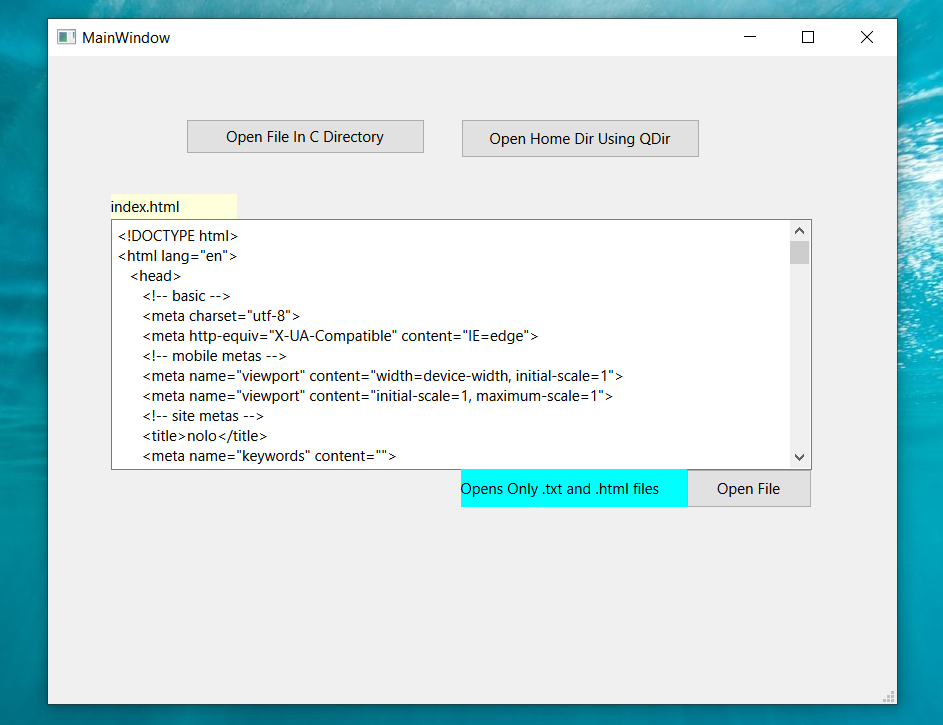 MainWindow
Open File In C Directory
Open Home Dir Using QDir
index.html
<!DOCTYPE html>
<html lang="en">
<head>
<!-- basic -->
<meta charset="utf-8">
<meta http-equiv="X-UA-Compatible" content="IE=edge">
<!-- mobile metas -->
<meta name="viewport" content="width=device-width, initial-scale=1">
<meta name="viewport" content="initial-scale=1, maximum-scale=1">
<!-- site metas -->
<title>nolo</title>
<meta name="keywords" content="">
Opens Only .txt and .html files
Open File